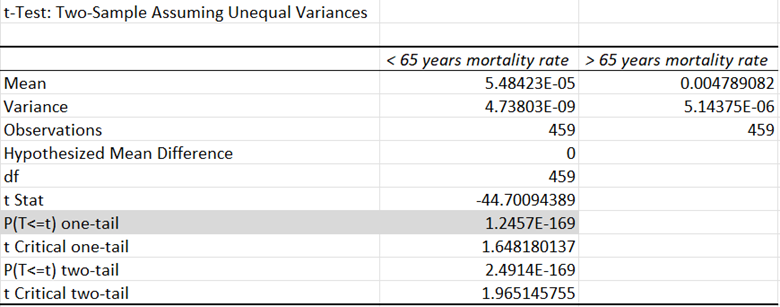 t-Test: Two-Sample Assuming Unequal Variances
< 65 years mortality rate > 65 years mortality rate
Mean 5.48423E-05 0.004789082
Variance 4.73803E-09 5.14375E-06
Observations 459 459
Hypothesized Mean Difference 0
df 459
t Stat -44.70094389
P(T<=t) one-tail 1.2457E-169
t Critical one-tail 1.648180137
P(T<=t) two-tail 2.4914E-169
t Critical two-tail 1.965145755